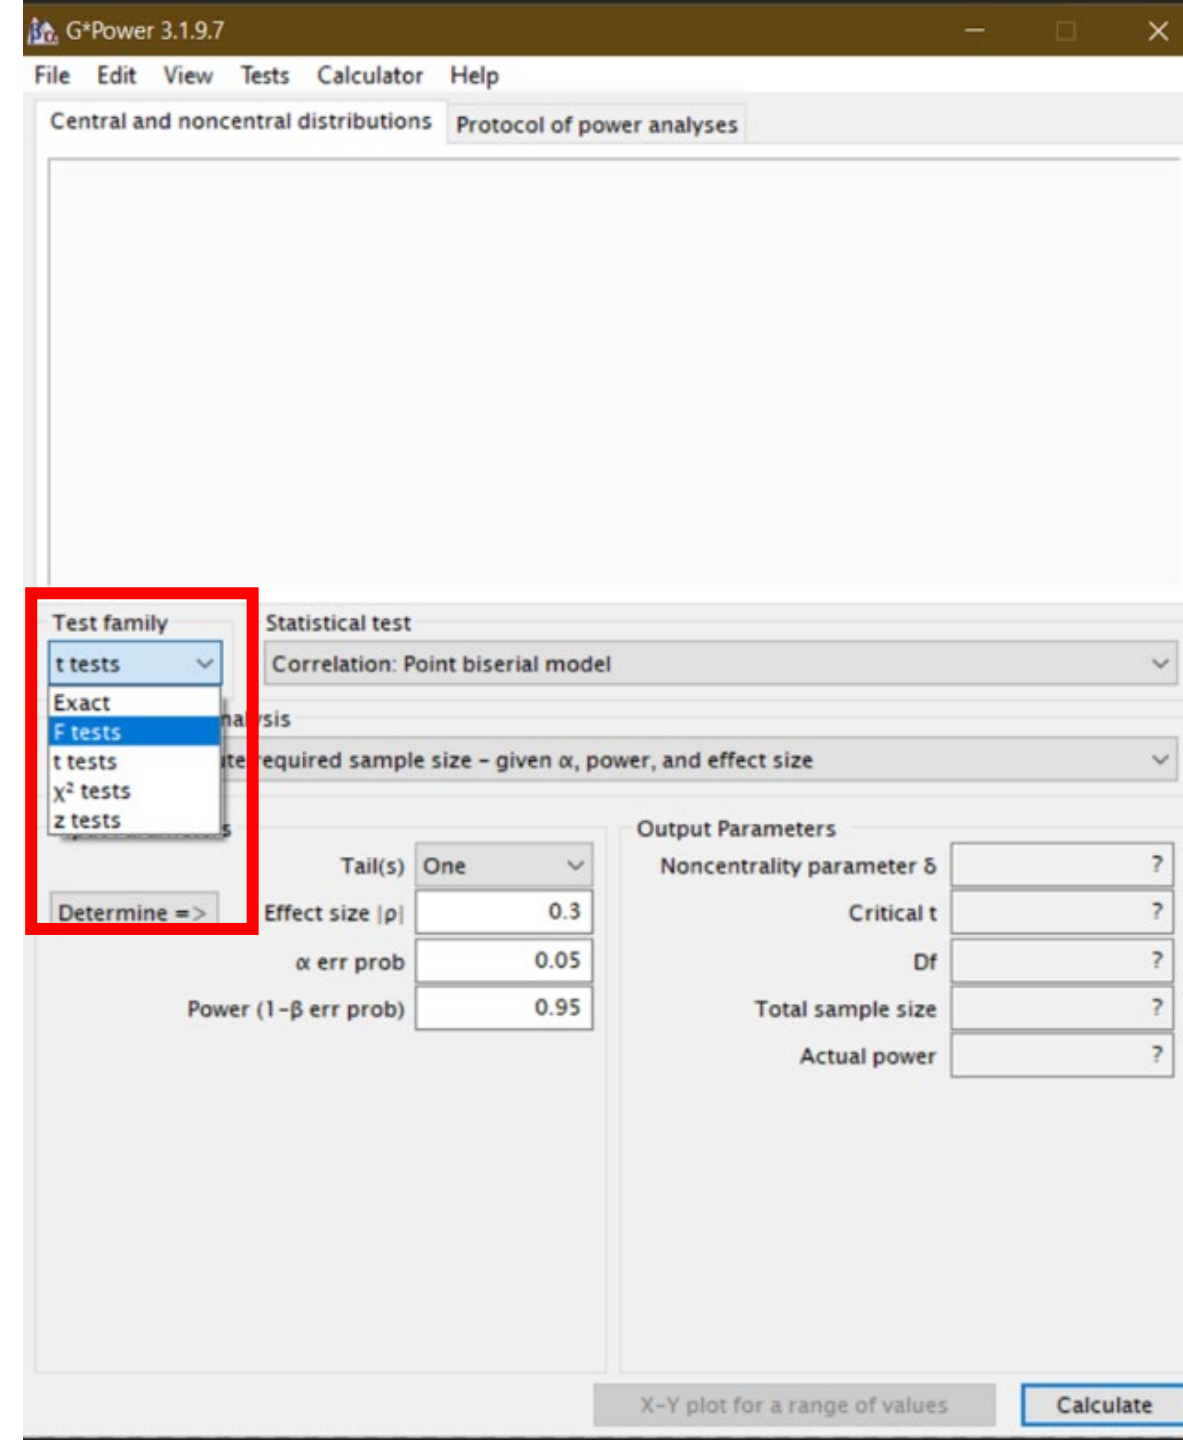 G*Power 3.1.9.7
File Edit View Tests Calculator Help
Central and noncentral distributions Protocol of power analyses
Test family Statistical test
t tests Correlation: Point biserial model
Exact
F tests
t tests required sample size – given α, power, and effect size
χ² tests
z tests
Output Parameters
Tail(s) One Noncentrality parameter δ ?
Determine => Effect size |ρ| 0.3 Critical t ?
α err prob 0.05 Df ?
Power (1-β err prob) 0.95 Total sample size ?
Actual power ?
X-Y plot for a range of values Calculate